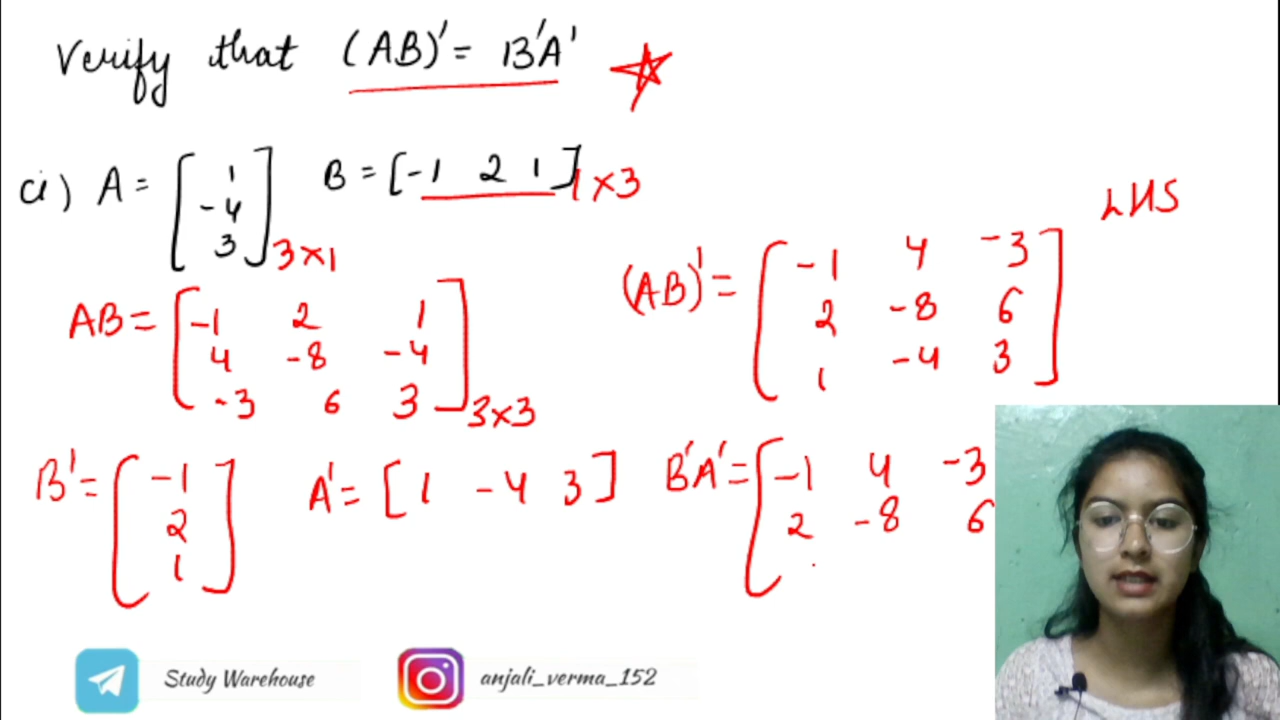 Verify that (AB)' = B'A'
(i) A = [ 1 B = [-1 2 1] 1×3
-4
3 ] 3×1
LHS
AB = [ -1 2 1
4 -8 -4
-3 6 3 ] 3×3
(AB)' = [ -1 4 -3
2 -8 6
1 -4 3 ]
B' = [ -1
2
1 ]
A' = [ 1 -4 3 ]
B'A' = [ -1 4 -3
2 -8 6
Study Warehouse
anjali_verma_152